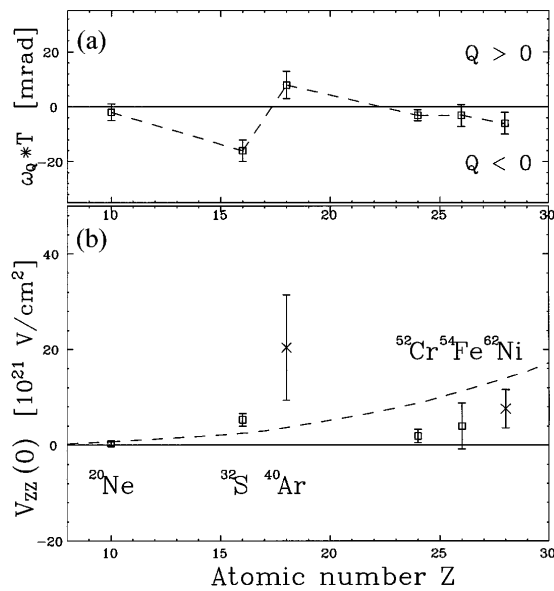 (a)
Q > 0
Q < 0
ω_Q*T [mrad]
20
0
−20
10 15 20 25 30
(b)
V_ZZ(0) [10^21 V/cm^2]
40
20
0
−20
^52Cr ^54Fe ^62Ni
^20Ne ^32S ^40Ar
10 15 20 25 30
Atomic number Z